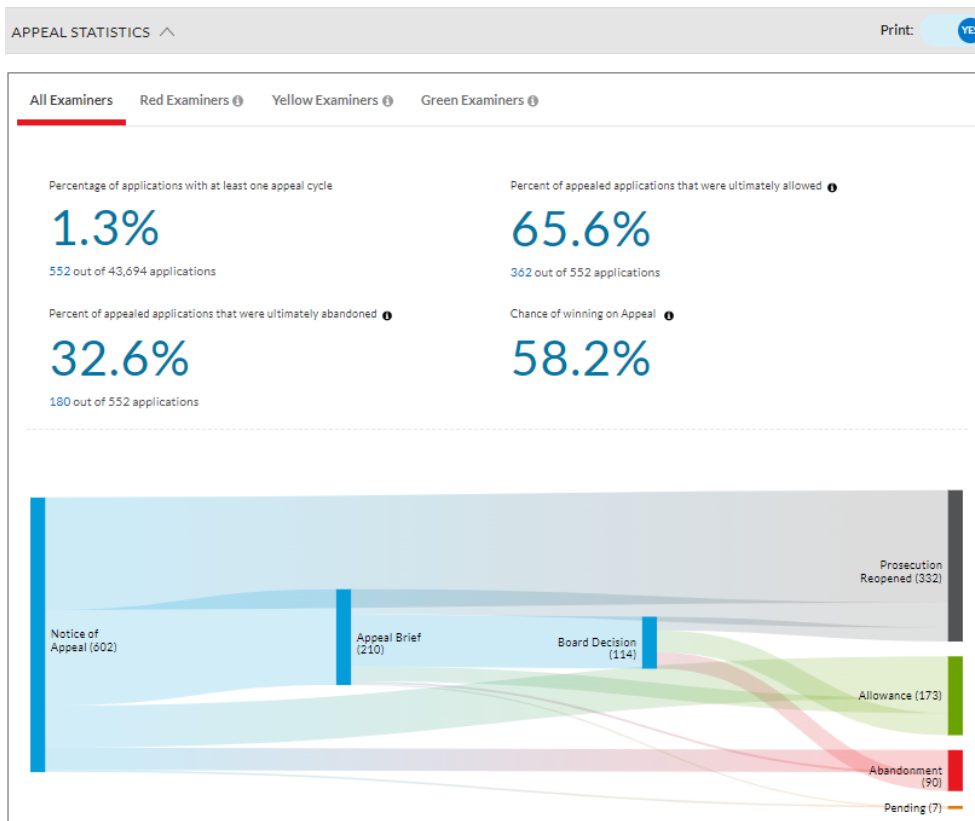 APPEAL STATISTICS
Print:
YES
All Examiners
Red Examiners
Yellow Examiners
Green Examiners
Percentage of applications with at least one appeal cycle
1.3%
552 out of 43,694 applications
Percent of appealed applications that were ultimately allowed
65.6%
362 out of 552 applications
Percent of appealed applications that were ultimately abandoned
32.6%
180 out of 552 applications
Chance of winning on Appeal
58.2%
Notice of
Appeal (602)
Appeal Brief
(210)
Board Decision
(114)
Prosecution
Reopened (332)
Allowance (173)
Abandonment
(90)
Pending (7)